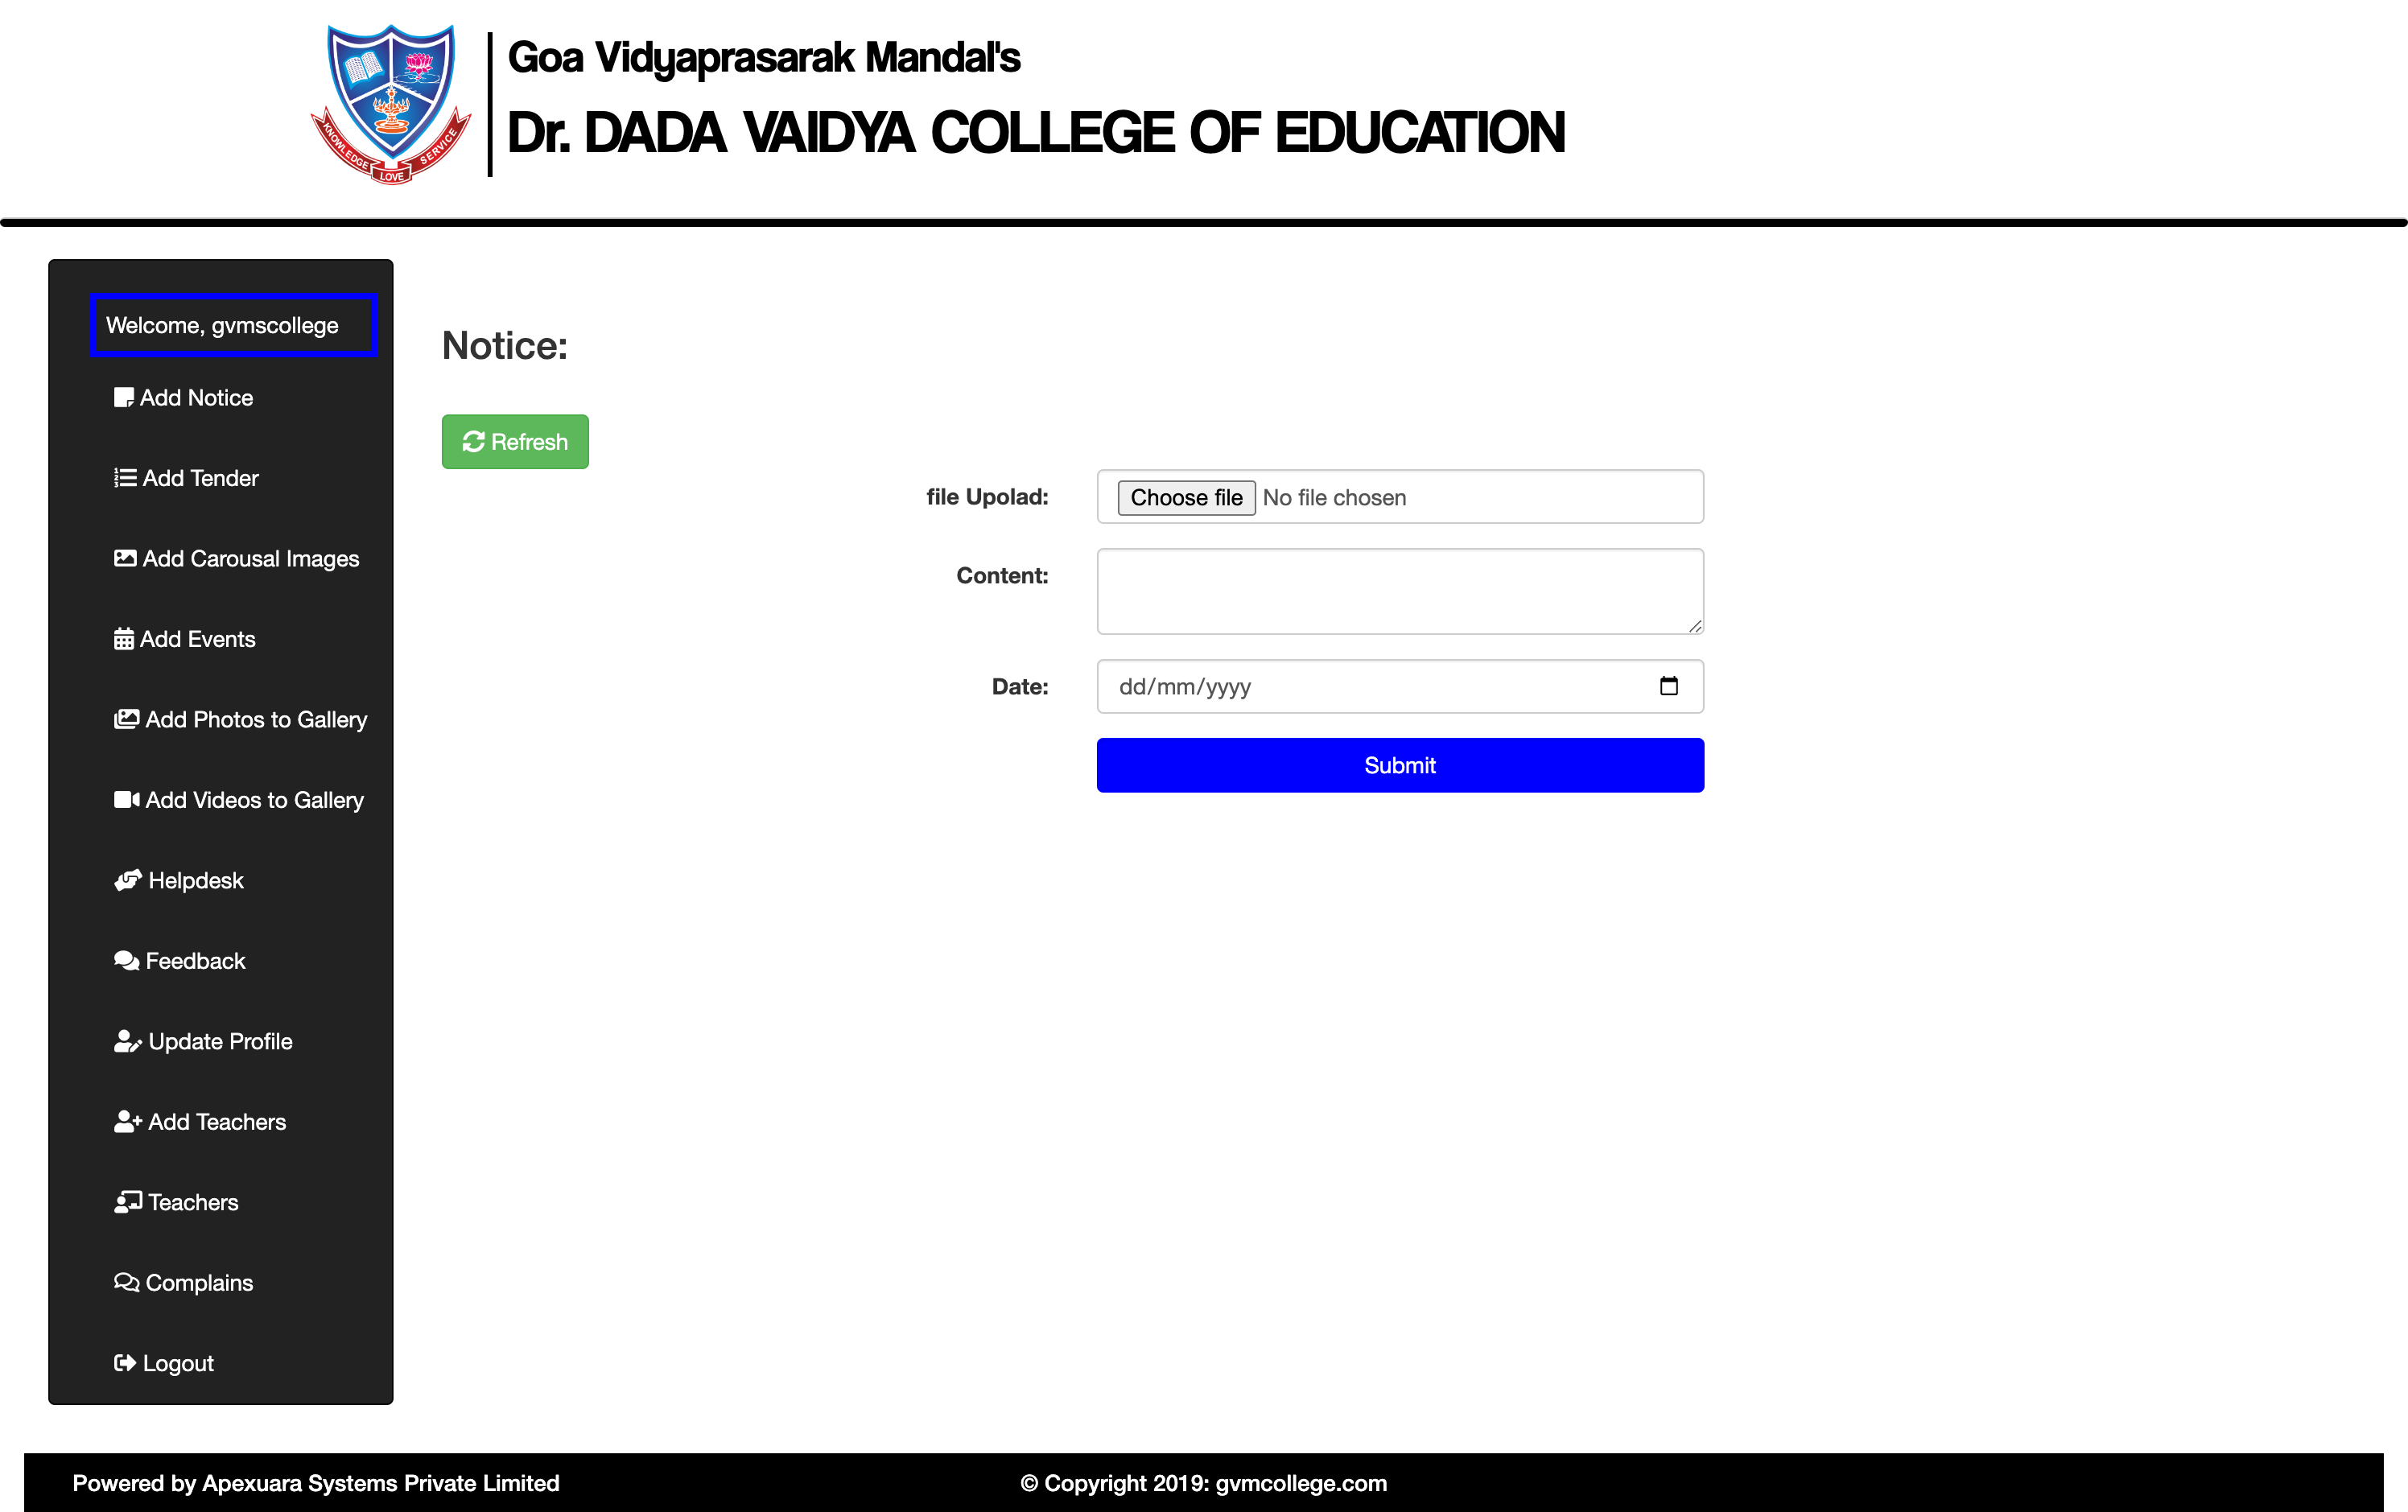 Goa Vidyaprasarak Mandal's
Dr. DADA VAIDYA COLLEGE OF EDUCATION
KNOWLEDGE LOVE SERVICE
Welcome, gvmscollege
Add Notice
Add Tender
Add Carousal Images
Add Events
Add Photos to Gallery
Add Videos to Gallery
Helpdesk
Feedback
Update Profile
Add Teachers
Teachers
Complains
Logout
Notice:
Refresh
file Upolad: Choose file No file chosen
Content:
Date: dd/mm/yyyy
Submit
Powered by Apexuara Systems Private Limited © Copyright 2019: gvmcollege.com